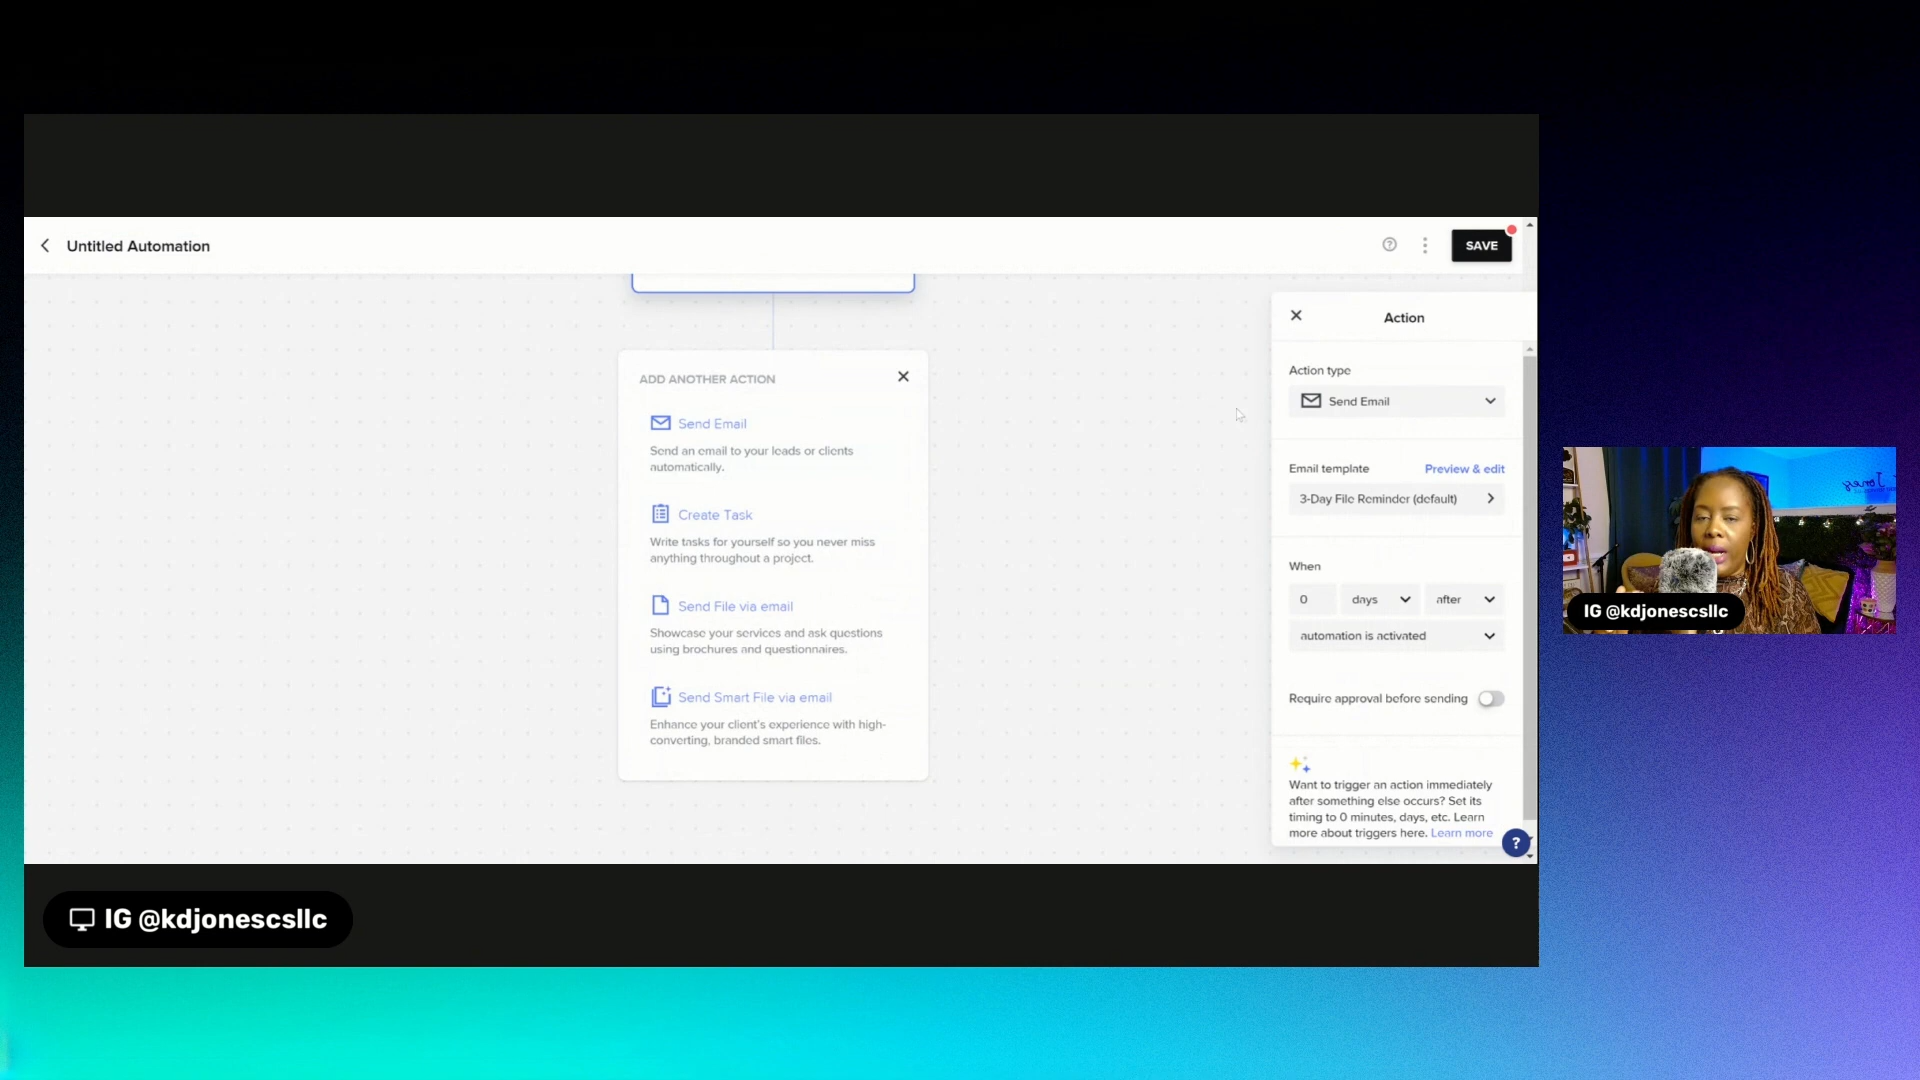 Untitled Automation
SAVE
ADD ANOTHER ACTION
Send Email
Send an email to your leads or clients
automatically.
Create Task
Write tasks for yourself so you never miss
anything throughout a project.
Send File via email
Showcase your services and ask questions
using brochures and questionnaires.
Send Smart File via email
Enhance your client's experience with high-
converting, branded smart files.
Action
Action type
Send Email
Email template Preview & edit
3-Day File Reminder (default)
When
0 days after
automation is activated
Require approval before sending
Want to trigger an action immediately
after something else occurs? Set its
timing to 0 minutes, days, etc. Learn
more about triggers here. Learn more
?
IG @kdjonescsllc
IG @kdjonescsllc